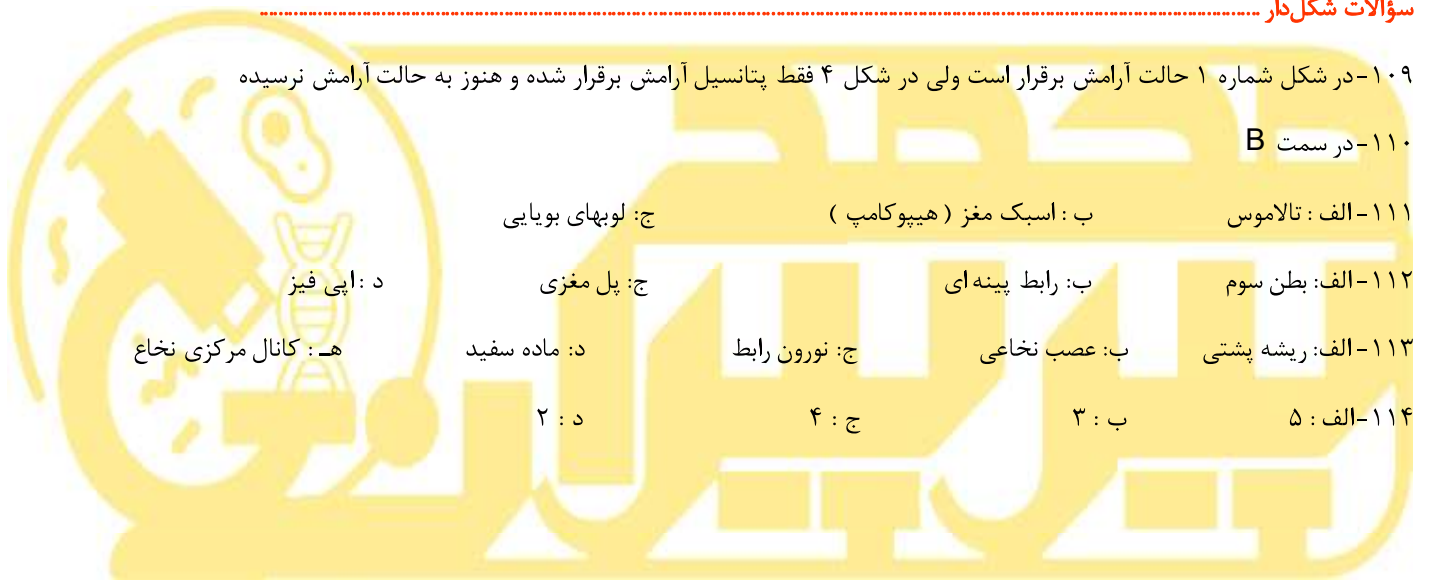 سؤالات شکل‌دار ....................
۱۰۹-در شکل شماره ۱ حالت آرامش برقرار است ولی در شکل ۴ فقط پتانسیل آرامش برقرار شده و هنوز به حالت آرامش نرسیده
۱۱۰-در سمت B
۱۱۱-الف : تالاموس ب : اسبک مغز ( هیپوکامپ ) ج: لوبهای بویایی
۱۱۲-الف: بطن سوم ب: رابط پینه ای ج: پل مغزی د :اپی فیز
۱۱۳-الف: ریشه پشتی ب: عصب نخاعی ج: نورون رابط د: ماده سفید هـ : کانال مرکزی نخاع
۱۱۴-الف : ۵ ب : ۳ ج : ۴ د : ۲